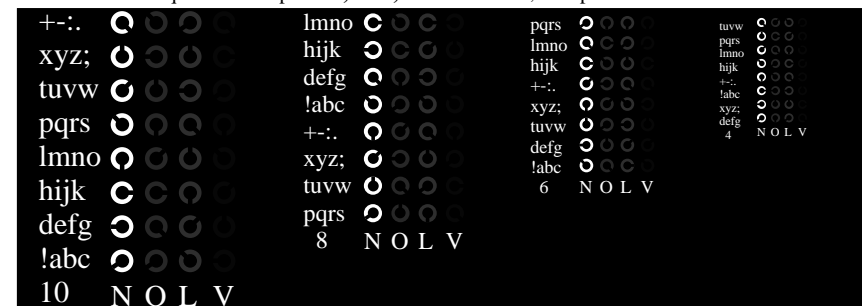 +-:.
xyz;
tuvw
pqrs
lmno
hijk
defg
!abc
10 N O L V
lmno
hijk
defg
!abc
+-:.
xyz;
tuvw
pqrs
8 N O L V
pqrs
lmno
hijk
+-:.
xyz;
tuvw
defg
!abc
6 N O L V
tuvw
pqrs
lmno
hijk
+-:.
!abc
xyz;
defg
4 N O L V